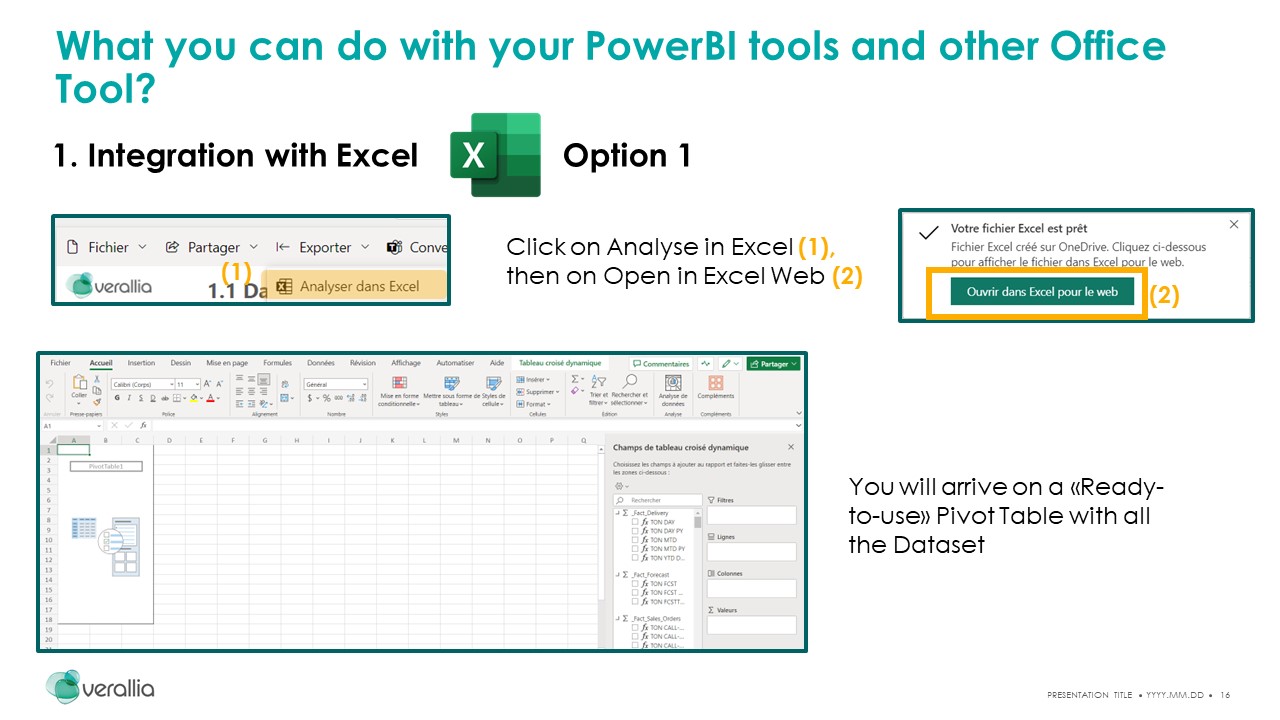 What you can do with your PowerBI tools and other Office
Tool?
1. Integration with Excel
X
Option 1
Fichier
Partager
Exporter
Conve
(1)
verallia
1.1 Da
Analyser dans Excel
Click on Analyse in Excel (1),
then on Open in Excel Web (2)
Votre fichier Excel est prêt
Fichier Excel créé sur OneDrive. Cliquez ci-dessous
pour afficher le fichier dans Excel pour le web.
Ouvrir dans Excel pour le web
(2)
Fichier Accueil Insertion Dessin Mise en page Formules Données Révision Affichage Automatiser Aide Tableau croisé dynamique
Commentaires
Partager
Coller
Calibri (Corps) 11
G I S D ab
Général
Mise en forme conditionnelle
Mettre sous forme de tableau
Styles de cellule
Insérer
Supprimer
Format
Trier et filtrer
Rechercher et sélectionner
Analyse de données
Compléments
Presse-papiers Police Alignement Nombre Styles Cellules Edition Analyse Compléments
A1
fx
A B C D E F G H I J K L M N O P Q
1
2
3
4
5
6
7
8
9
10
11
12
13
14
15
16
17
18
19
20
PivotTable1
Champs de tableau croisé dynamique
Choisissez les champs à ajouter au rapport et faites-les glisser entre
les zones ci-dessous :
Rechercher
_Fact_Delivery
TON DAY
TON DAY PY
TON MTD
TON MTD PY
TON YTD D...
_Fact_Forecast
TON FCST
TON FCST ...
TON FCSTT...
_Fact_Sales_Orders
TON CALL-...
TON CALL-...
TON CALL-...
Filtres
Lignes
Colonnes
Valeurs
You will arrive on a «Ready-
to-use» Pivot Table with all
the Dataset
verallia
PRESENTATION TITLE • YYYY.MM.DD • 16